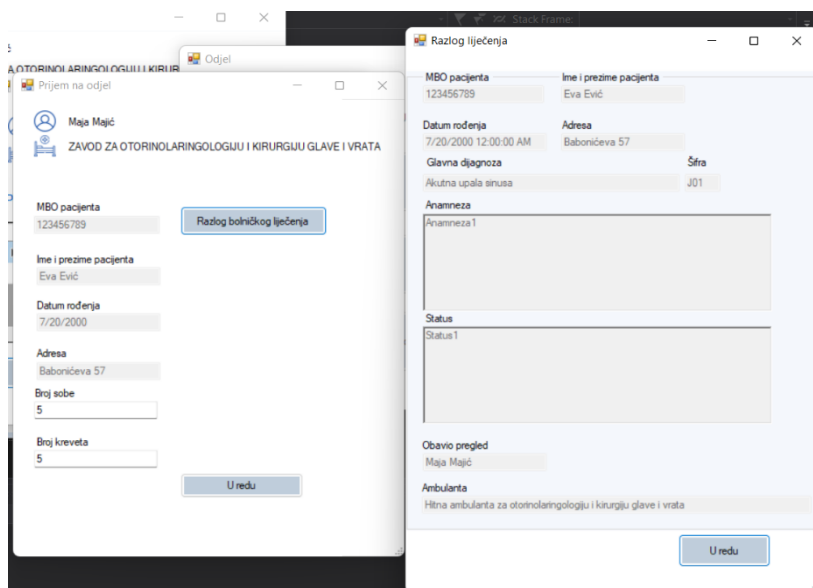 Stack Frame:
A OTORINOLARINGOLOGIJU I KIRUR
Odjel
Prijem na odjel
Maja Majić
ZAVOD ZA OTORINOLARINGOLOGIJU I KIRURGIJU GLAVE I VRATA
MBO pacijenta
123456789
Razlog bolničkog liječenja
Ime i prezime pacijenta
Eva Ević
Datum rođenja
7/20/2000
Adresa
Babonićeva 57
Broj sobe
5
Broj kreveta
5
U redu
Razlog liječenja
MBO pacijenta Ime i prezime pacijenta
123456789 Eva Ević
Datum rođenja Adresa
7/20/2000 12:00:00 AM Babonićeva 57
Glavna dijagnoza Šifra
Akutna upala sinusa J01
Anamneza
Anamneza1
Status
Status1
Obavio pregled
Maja Majić
Ambulanta
Hitna ambulanta za otorinolaringologiju i kirurgiju glave i vrata
U redu